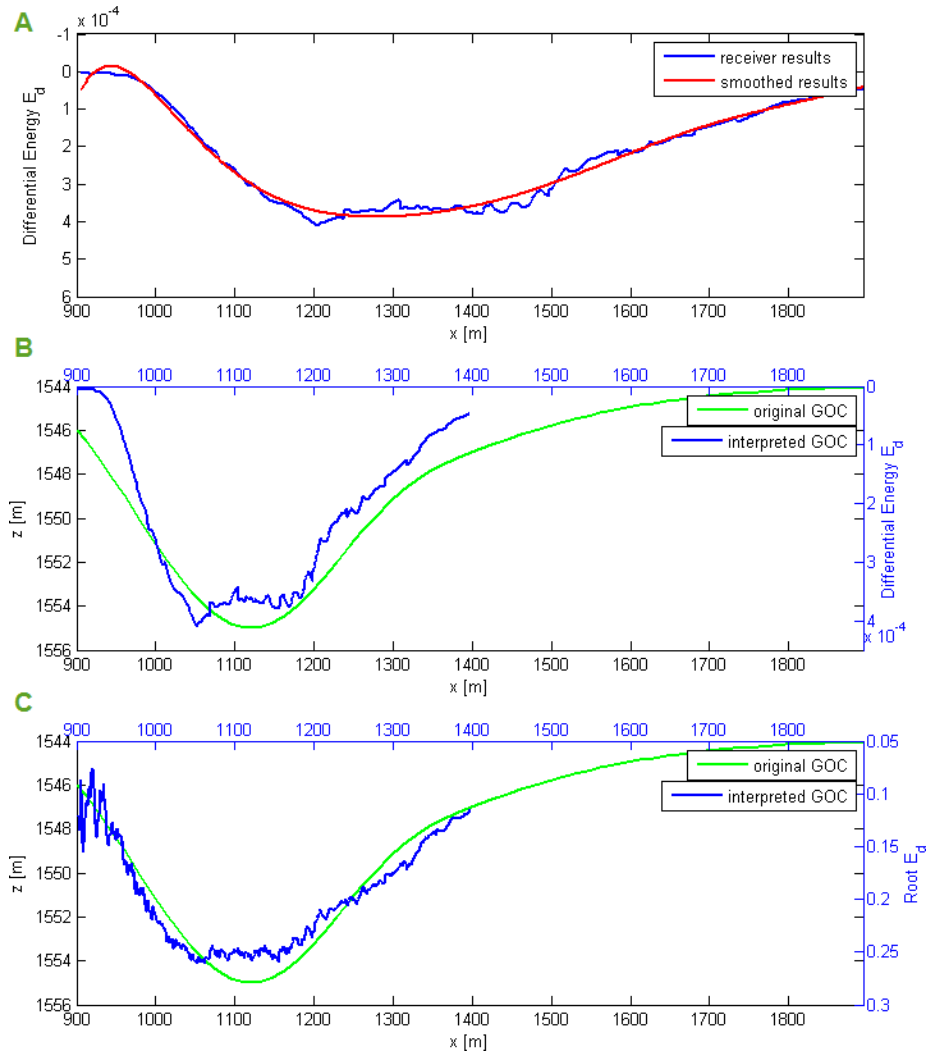 A
x 10^-4
-1
0
1
2
3
4
5
6
Differential Energy E_d
receiver results
smoothed results
900 1000 1100 1200 1300 1400 1500 1600 1700 1800
x [m]
B
900 1000 1100 1200 1300 1400 1500 1600 1700 1800
1544
1546
1548
1550
1552
1554
1556
z [m]
original GOC
interpreted GOC
0
1
2
3
4
x 10^-4
Differential Energy E_d
900 1000 1100 1200 1300 1400 1500 1600 1700 1800
x [m]
C
900 1000 1100 1200 1300 1400 1500 1600 1700 1800
1544
1546
1548
1550
1552
1554
1556
z [m]
original GOC
interpreted GOC
0.05
0.1
0.15
0.2
0.25
0.3
Root E_d
900 1000 1100 1200 1300 1400 1500 1600 1700 1800
x [m]